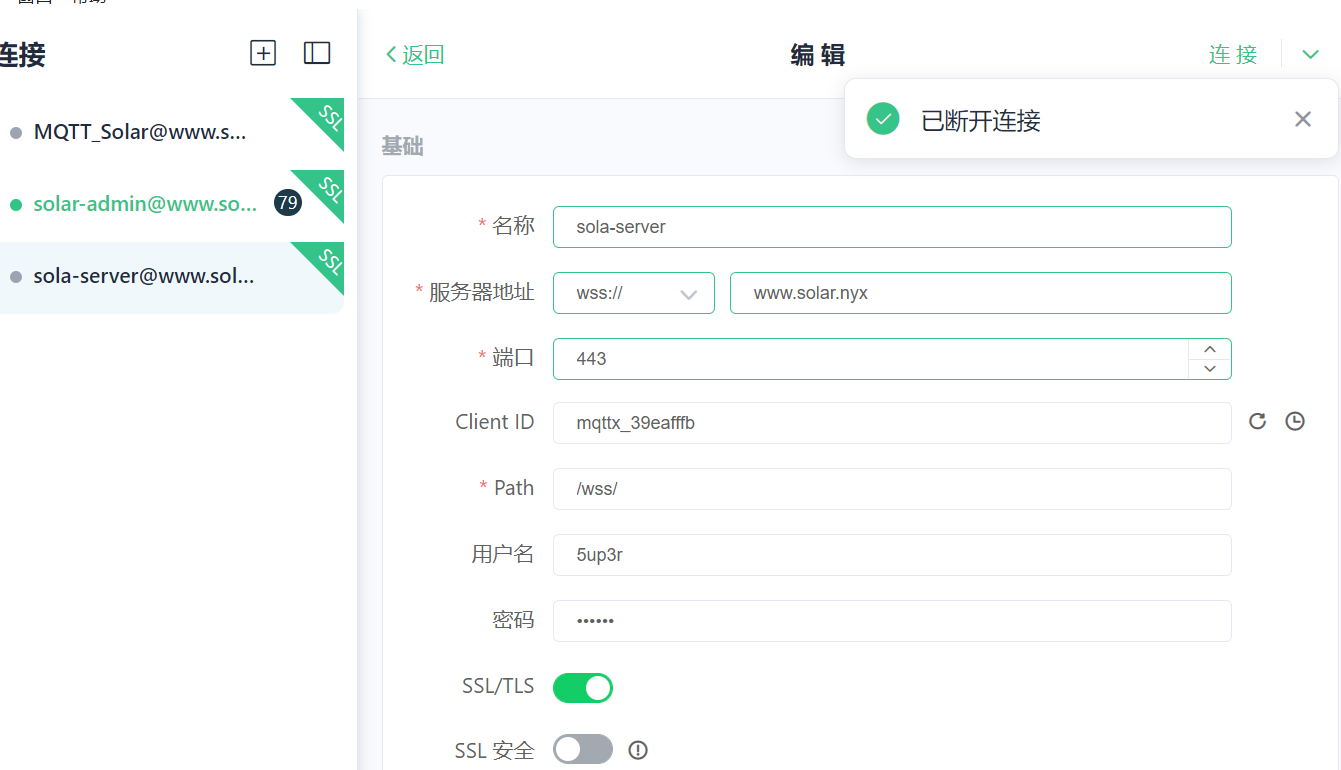 连接
返回
编 辑
连 接
已断开连接
MQTT_Solar@www.s...
SSL
solar-admin@www.so...
79
SSL
sola-server@www.sol...
SSL
基础
* 名称
sola-server
* 服务器地址
wss://
www.solar.nyx
* 端口
443
Client ID
mqttx_39eafffb
* Path
/wss/
用户名
5up3r
密码
••••••
SSL/TLS
SSL 安全